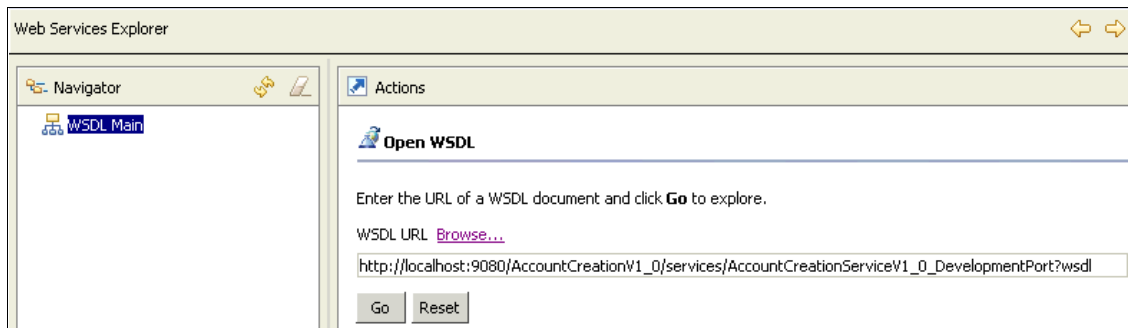 Web Services Explorer
Navigator
WSDL Main
Actions
Open WSDL
Enter the URL of a WSDL document and click Go to explore.
WSDL URL Browse...
http://localhost:9080/AccountCreationV1_0/services/AccountCreationServiceV1_0_DevelopmentPort?wsdl
Go Reset